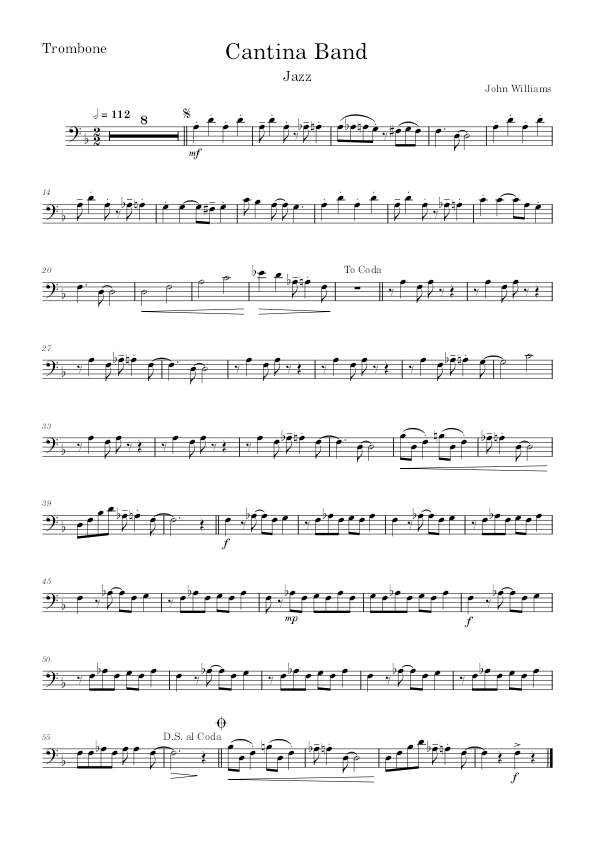 Trombone
Cantina Band
Jazz
John Williams
= 112
8
mf
14
20
To Coda
27
33
39
f
45
mp
f
50
55
D.S. al Coda
f